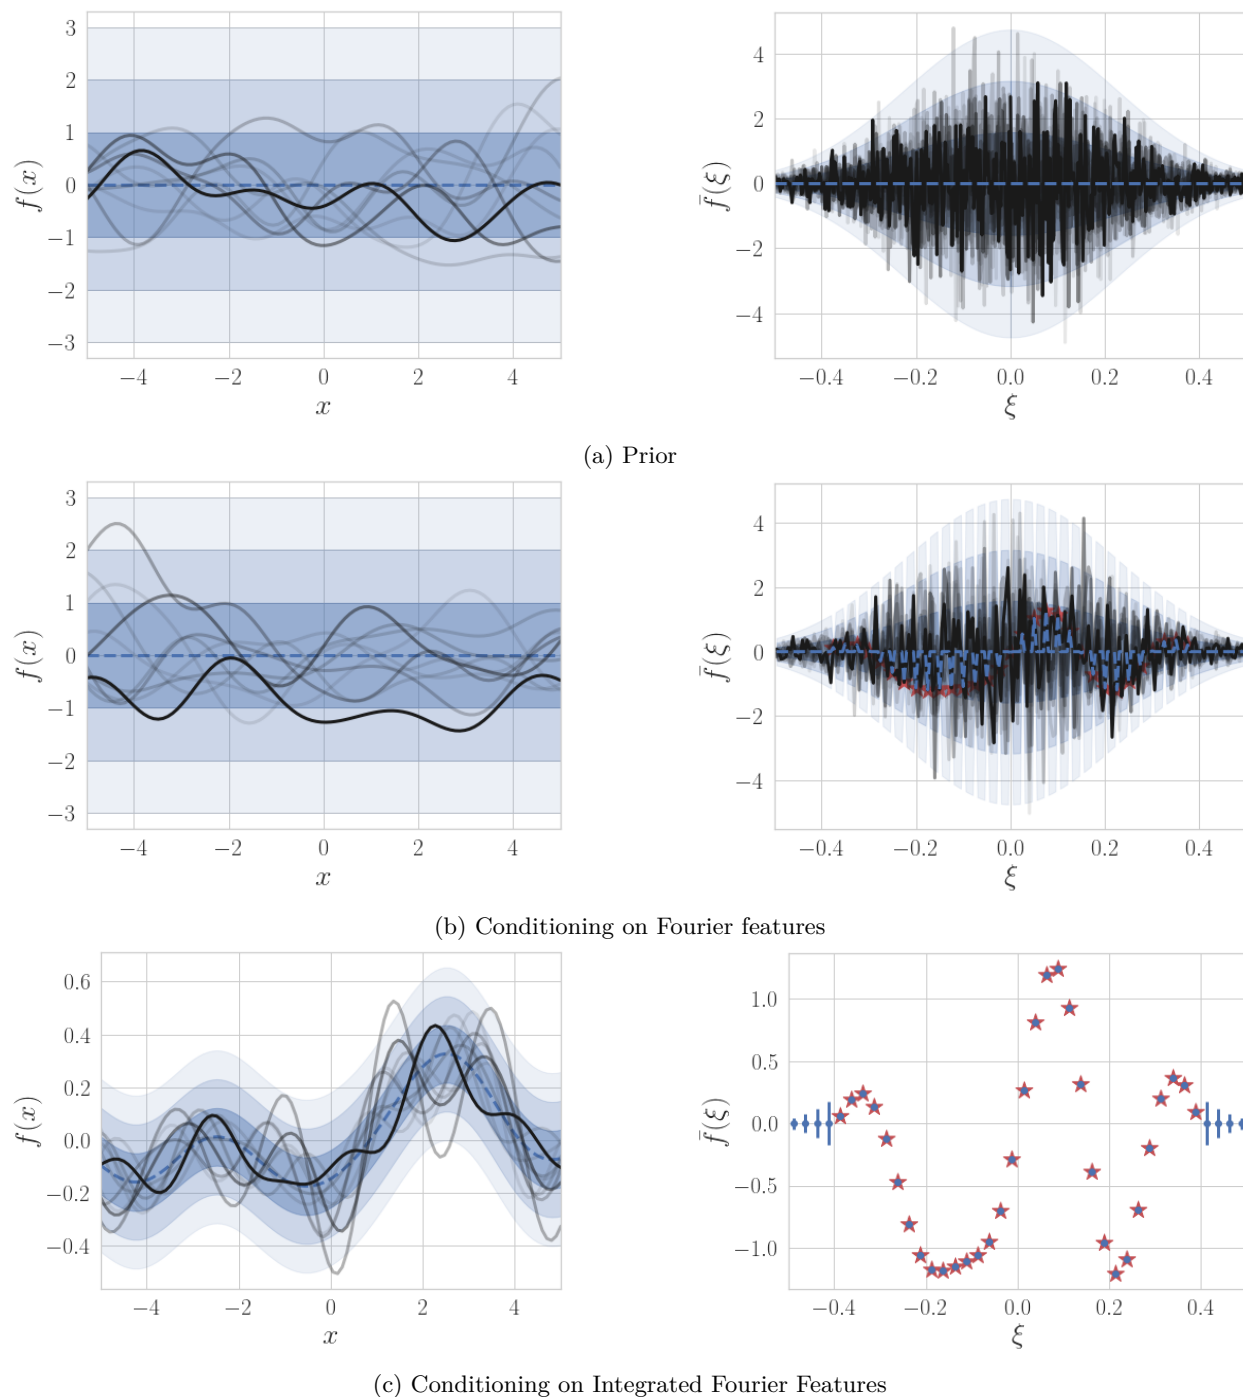 3
2
1
0
−1
−2
−3
f(x)
−4 −2 0 2 4
x
4
2
0
−2
−4
f̄(ξ)
−0.4 −0.2 0.0 0.2 0.4
ξ
(a) Prior
3
2
1
0
−1
−2
−3
f(x)
−4 −2 0 2 4
x
4
2
0
−2
−4
f̄(ξ)
−0.4 −0.2 0.0 0.2 0.4
ξ
(b) Conditioning on Fourier features
0.6
0.4
0.2
0.0
−0.2
−0.4
f(x)
−4 −2 0 2 4
x
1.0
0.5
0.0
−0.5
−1.0
f̄(ξ)
−0.4 −0.2 0.0 0.2 0.4
ξ
(c) Conditioning on Integrated Fourier Features